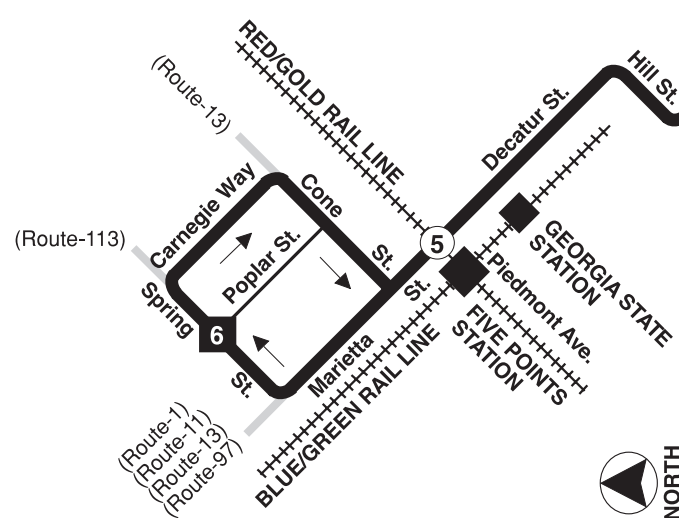 RED/GOLD RAIL LINE
Hill St.
(Route-13)
Decatur St.
Carnegie Way
Cone
St.
(Route-113)
Poplar St.
5
GEORGIA STATE
STATION
Spring
St.
6
Marietta
St.
Piedmont Ave.
FIVE POINTS
STATION
BLUE/GREEN RAIL LINE
(Route-1)
(Route-11)
(Route-13)
(Route-97)
NORTH